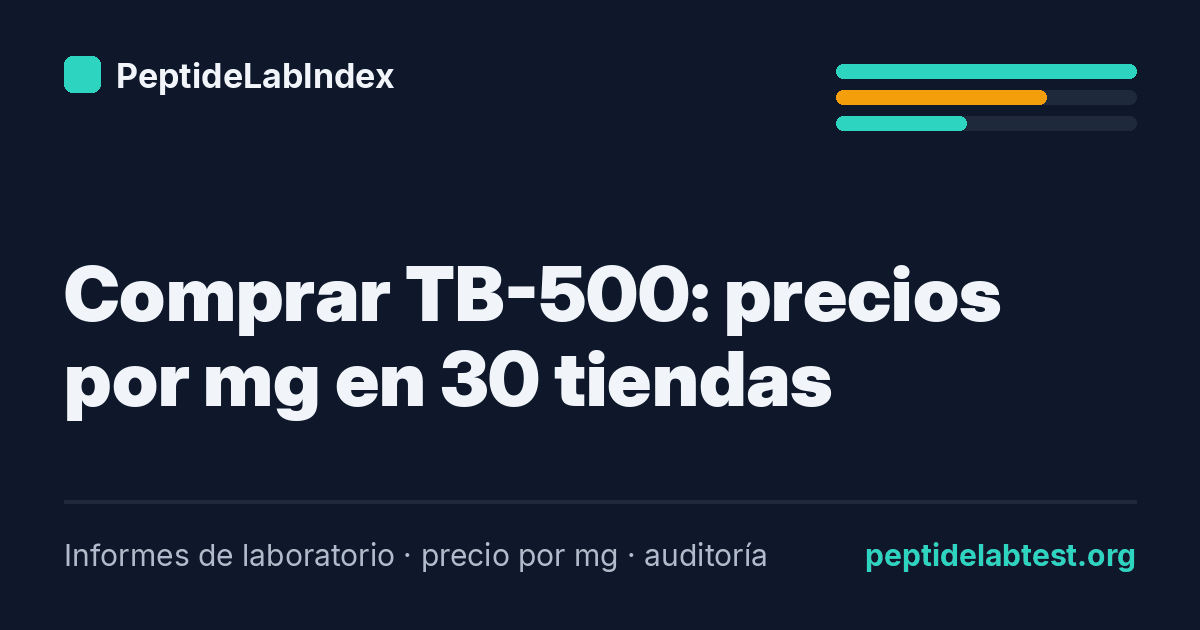 PeptideLabIndex
Comprar TB-500: precios
por mg en 30 tiendas
Informes de laboratorio · precio por mg · auditoría
peptidelabtest.org